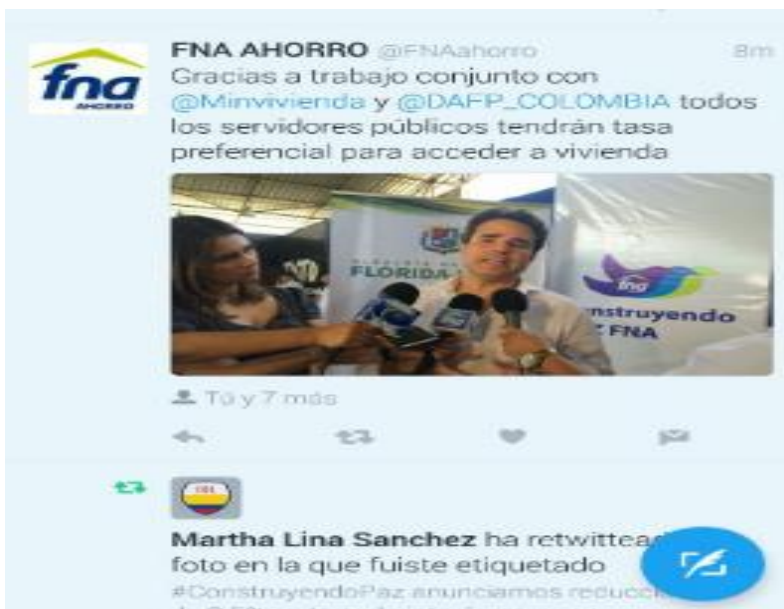 FNA AHORRO @FNAahorro 8m
fna
AHORRO
Gracias a trabajo conjunto con
@Minvivienda y @DAFP_COLOMBIA todos
los servidores públicos tendrán tasa
preferencial para acceder a vivienda
FLORIDA
fna
nstruyendo
Z FNA
Tú y 7 más
Martha Lina Sanchez ha retwittead
foto en la que fuiste etiquetado
#ConstruyendoPaz anunciamos reducci